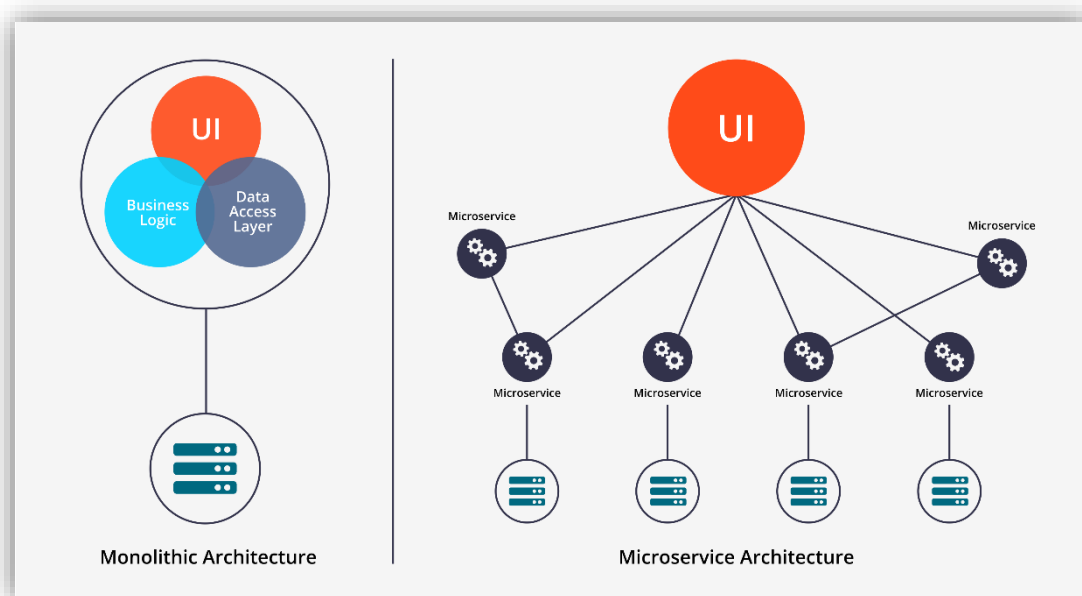 UI
Business
Logic
Data
Access
Layer
Monolithic Architecture
UI
Microservice
Microservice
Microservice
Microservice
Microservice
Microservice
Microservice Architecture